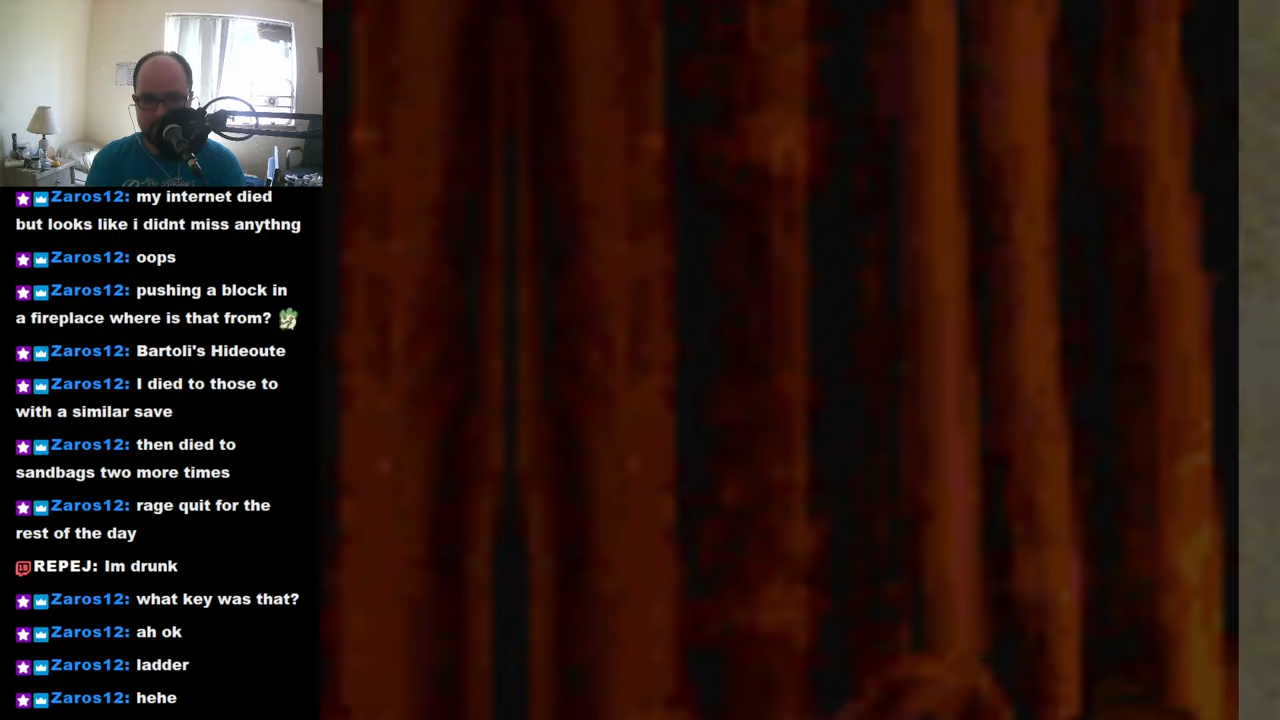 Zaros12: my internet died
but looks like i didnt miss anythng
Zaros12: oops
Zaros12: pushing a block in
a fireplace where is that from?
Zaros12: Bartoli's Hideoute
Zaros12: I died to those to
with a similar save
Zaros12: then died to
sandbags two more times
Zaros12: rage quit for the
rest of the day
REPEJ: Im drunk
Zaros12: what key was that?
Zaros12: ah ok
Zaros12: ladder
Zaros12: hehe